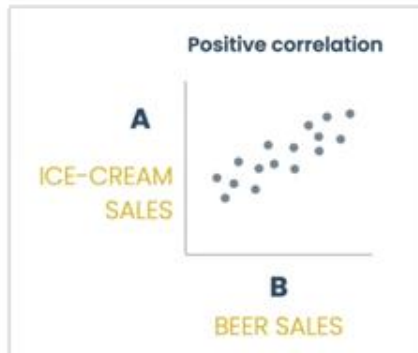 Positive correlation
A
ICE-CREAM
SALES
B
BEER SALES